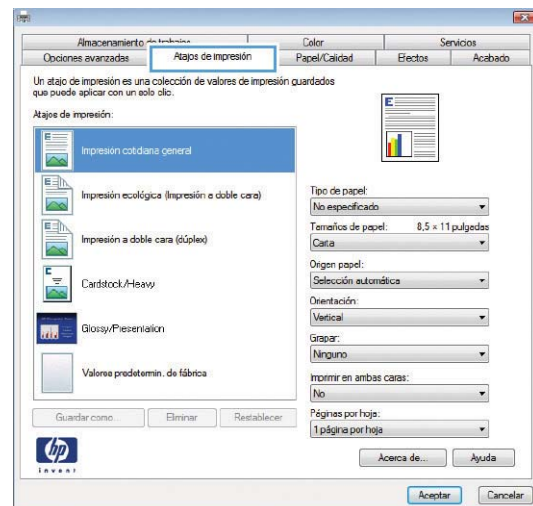 Almacenamiento de trabajos
Color
Servicios
Opciones avanzadas
Atajos de impresión
Papel/Calidad
Efectos
Acabado
Un atajo de impresión es una colección de valores de impresión guardados
que puede aplicar con un solo clic.
Atajos de impresión:
Impresión cotidiana general
Impresión ecológica (Impresión a doble cara)
Impresión a doble cara (dúplex)
Cardstock/Heavy
Glossy/Presentation
Valores predetermin. de fábrica
Guardar como...
Eliminar
Restablecer
Tipo de papel:
No especificado
Tamaños de papel: 8,5 × 11 pulgadas
Carta
Origen papel:
Selección automática
Orientación:
Vertical
Grapar:
Ninguno
Imprimir en ambas caras:
No
Páginas por hoja:
1 página por hoja
hp
invent
Acerca de...
Ayuda
Aceptar
Cancelar